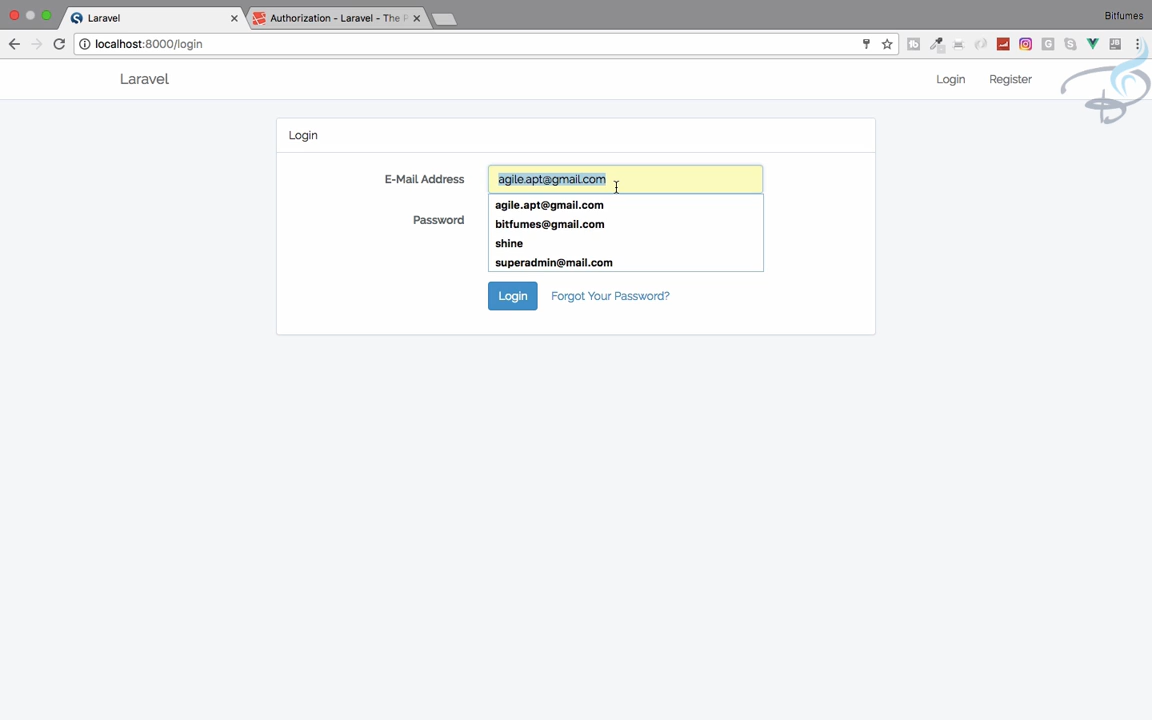 Laravel
Authorization - Laravel - The P
Bitfumes
localhost:8000/login
Laravel
Login
Register
Login
E-Mail Address
agile.apt@gmail.com
agile.apt@gmail.com
Password
bitfumes@gmail.com
shine
superadmin@mail.com
Login
Forgot Your Password?